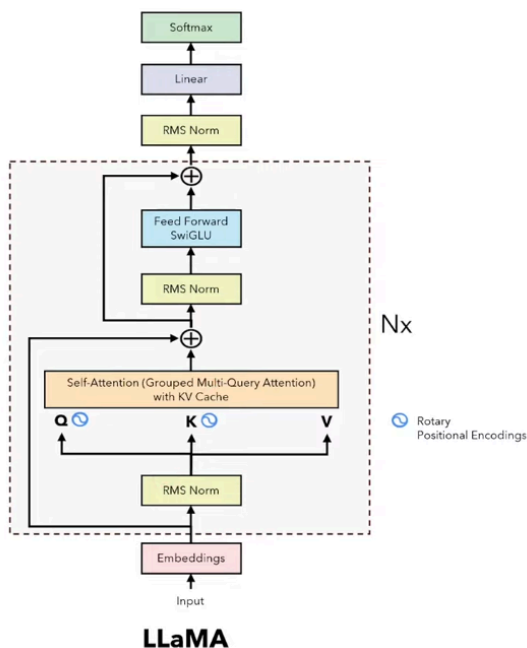 Softmax
Linear
RMS Norm
Feed Forward
SwiGLU
RMS Norm
Nx
Self-Attention (Grouped Multi-Query Attention)
with KV Cache
Q K V
Rotary
Positional Encodings
RMS Norm
Embeddings
Input
LLaMA